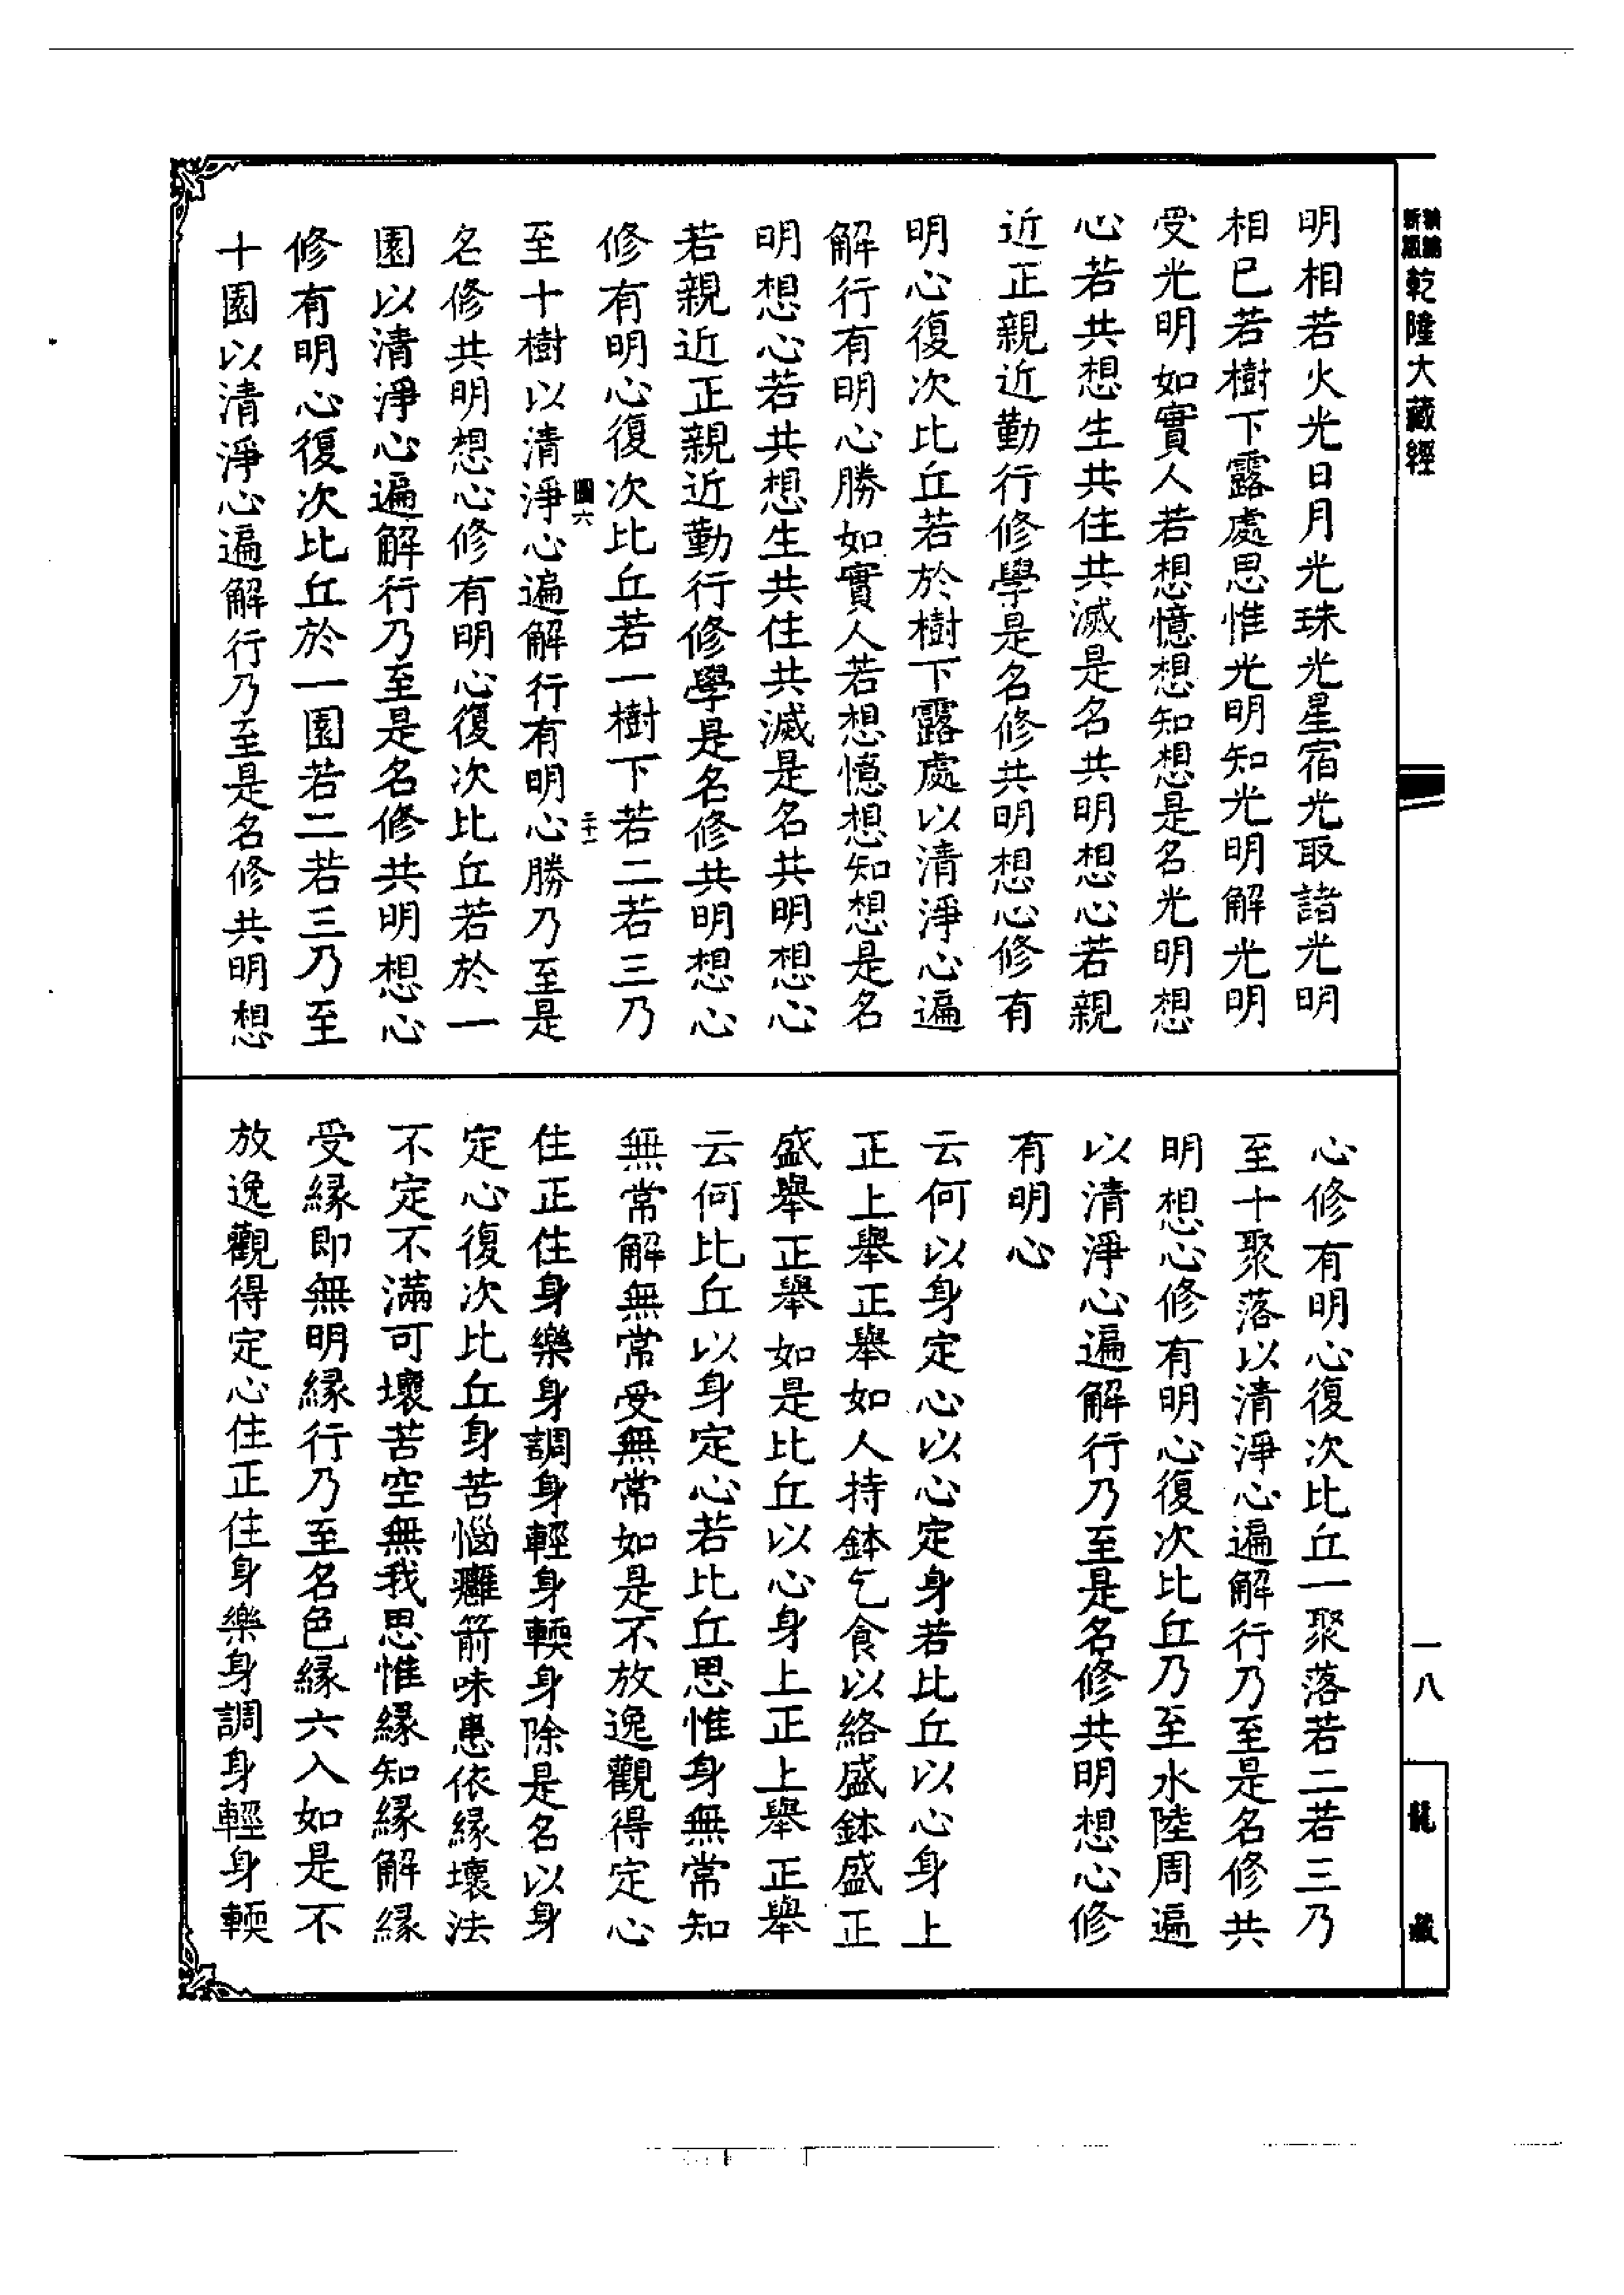 乾隆大藏經
明相若火光日月光珠光星宿光取諸光明
相已若樹下露處思惟光明知光明解光明
受光明如實人若想憶想知想是名光明想
心若共想生共住共滅是名共明想心若親
近正親近勤行修學是名修共明想心修有
明心復次比丘若於樹下露處以清淨心遍
解行有明心勝如實人若想憶想知想是名
明想心若共想生共住共滅是名共明想心
若親近正親近勤行修學是名修共明想心
修有明心復次比丘若一樹下若二若三乃
至十樹以清淨心遍解行有明心勝乃至是
名修共明想心修有明心復次比丘若於一
園以清淨心遍解行乃至是名修共明想心
修有明心復次比丘於一園若二若三乃至
十園以清淨心遍解行乃至是名修共明想
心修有明心復次比丘一聚落若二若三乃
至十聚落以清淨心遍解行乃至是名修共
明想心修有明心復次比丘乃至水陸周遍
以清淨心遍解行乃至是名修共明想心修
有明心
云何以身定心以心定身若比丘以心身上
正上舉正舉如人持鉢乞食以絡盛鉢盛正
盛舉正舉如是比丘以心身上正上舉正舉
云何比丘以身定心若比丘思惟身無常知
無常解無常受無常如是不放逸觀得定心
住正住身樂身調身輕身輭身除是名以身
定心復次比丘身苦惱癰箭味患依緣壞法
不定不滿可壞苦空無我思惟緣知緣解緣
受緣即無明緣行乃至名色緣六入如是不
放逸觀得定心住正住身樂身調身輕身輭
一八
龍藏